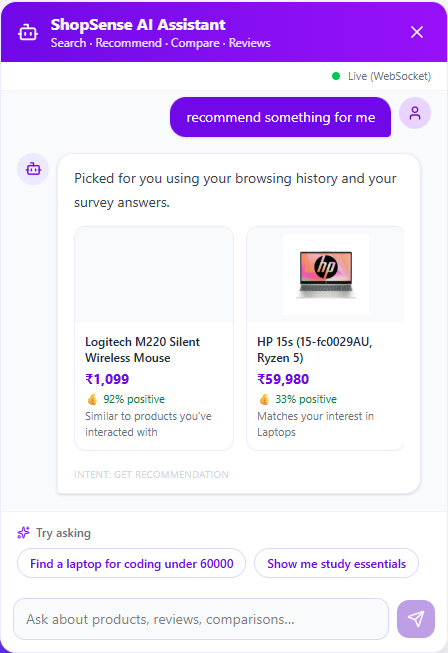 ShopSense AI Assistant
Search · Recommend · Compare · Reviews
Live (WebSocket)
recommend something for me
Picked for you using your browsing history and your
survey answers.
Logitech M220 Silent
Wireless Mouse
₹1,099
👍 92% positive
Similar to products you've
interacted with
hp
HP 15s (15-fc0029AU,
Ryzen 5)
₹59,980
👍 33% positive
Matches your interest in
Laptops
INTENT: GET RECOMMENDATION
Try asking
Find a laptop for coding under 60000
Show me study essentials
Ask about products, reviews, comparisons...